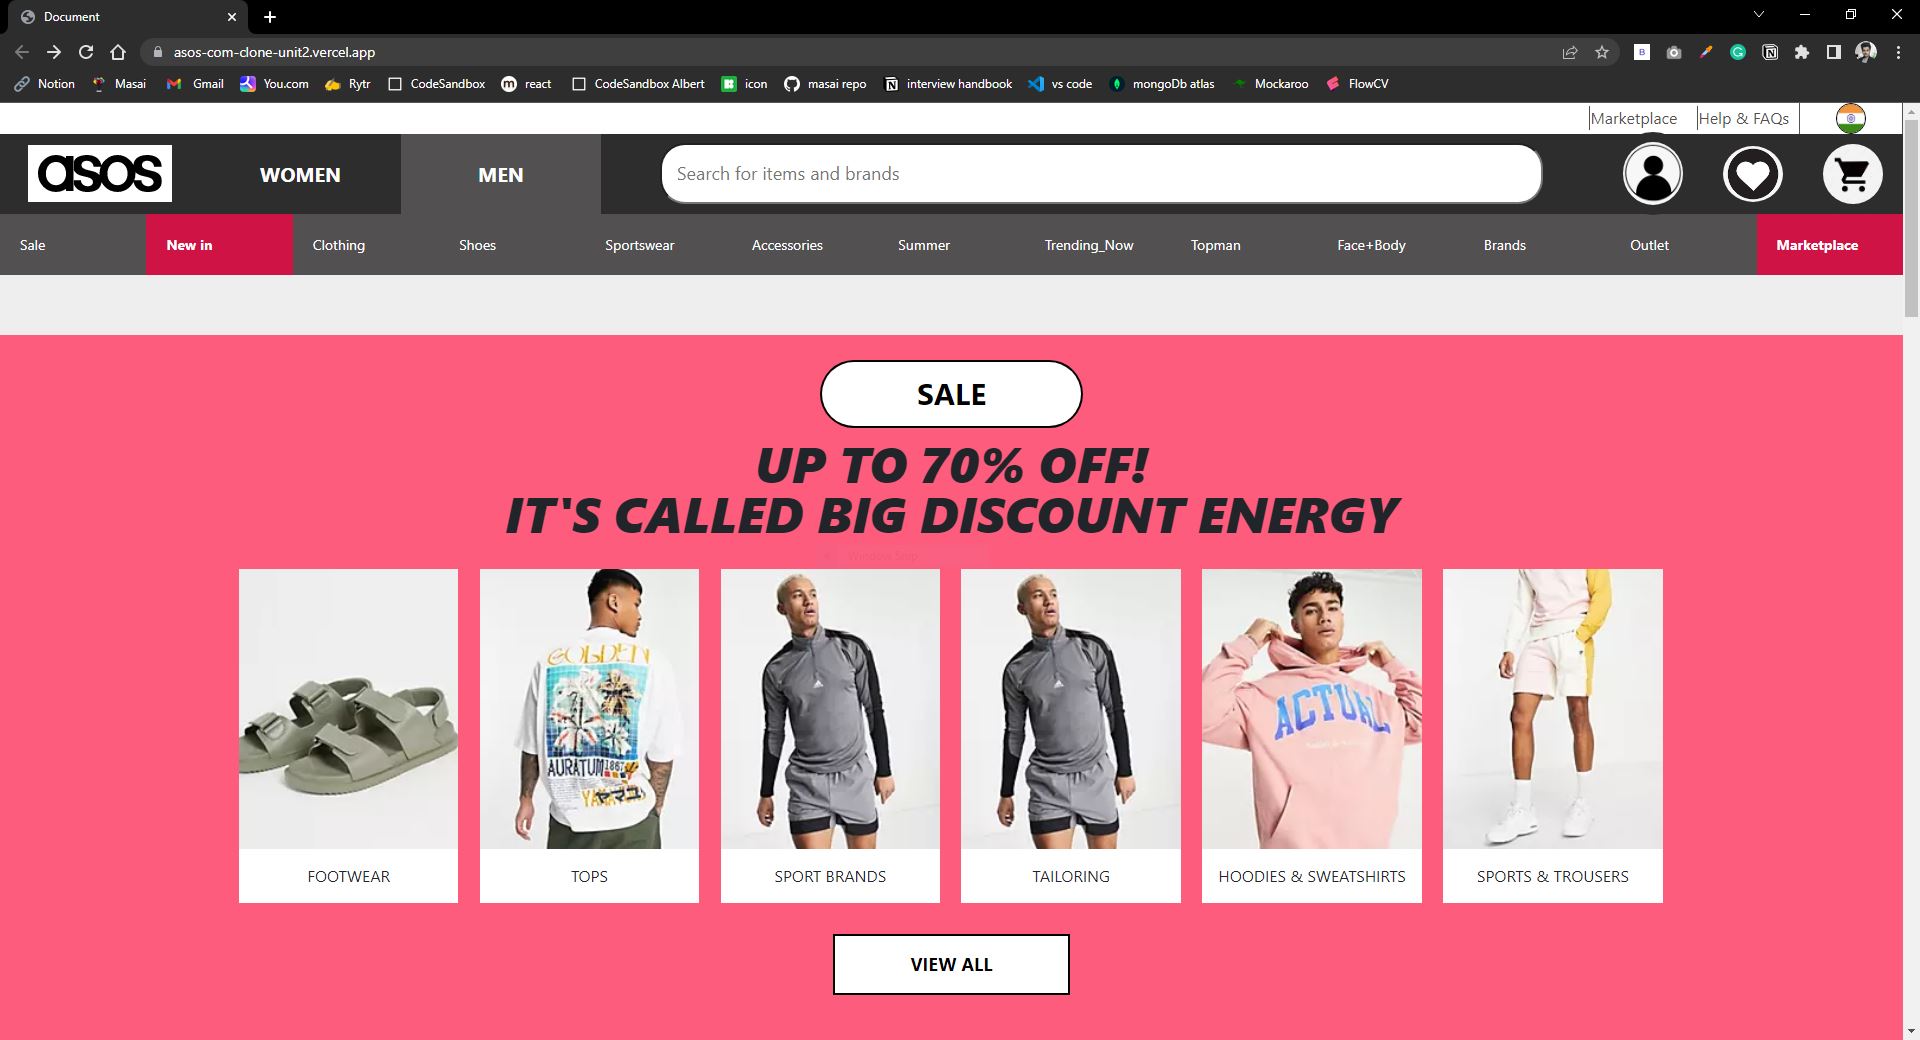 Document
asos-com-clone-unit2.vercel.app
Notion Masai Gmail You.com Rytr CodeSandbox react CodeSandbox Albert icon masai repo interview handbook vs code mongoDb atlas Mockaroo FlowCV
Marketplace Help & FAQs
asos WOMEN MEN Search for items and brands
Sale New in Clothing Shoes Sportswear Accessories Summer Trending_Now Topman Face+Body Brands Outlet Marketplace
SALE
UP TO 70% OFF!
IT'S CALLED BIG DISCOUNT ENERGY
Window Snip
GOLDEN
AURATUM 1867
ACTUAL
FOOTWEAR TOPS SPORT BRANDS TAILORING HOODIES & SWEATSHIRTS SPORTS & TROUSERS
VIEW ALL